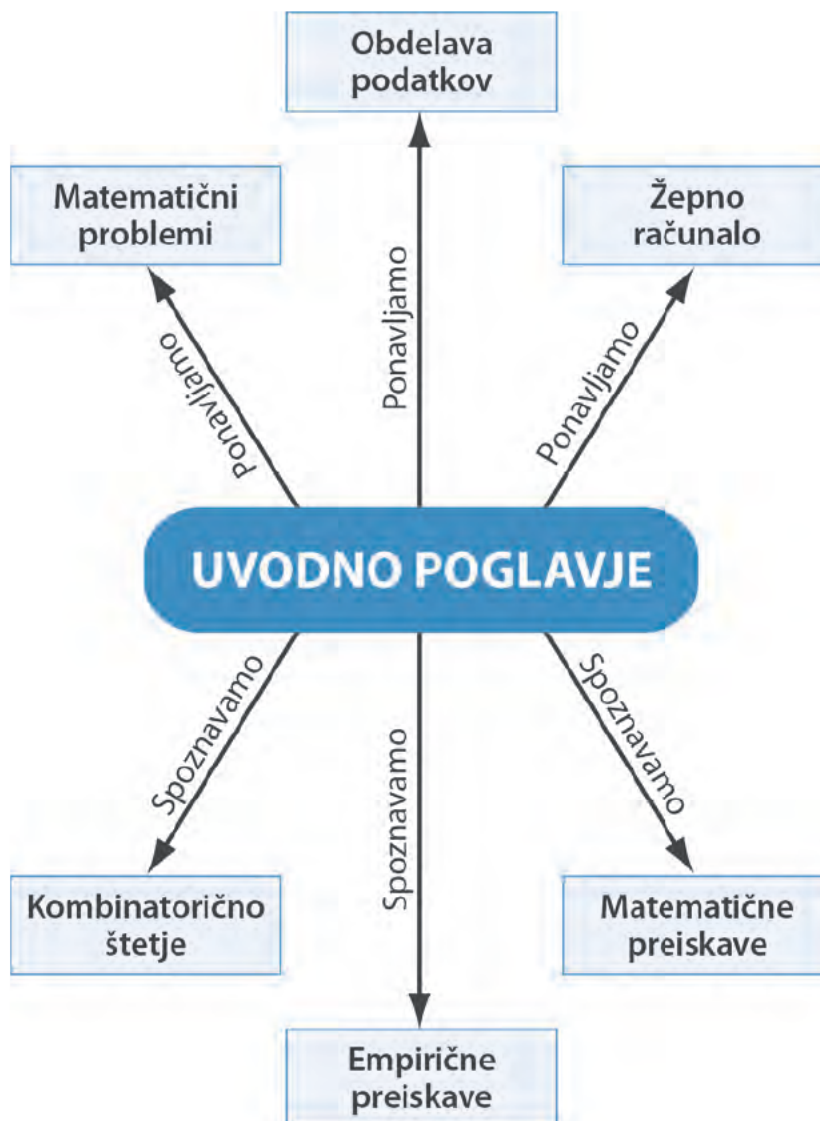 Obdelava
podatkov
Matematični
problemi
Žepno
računalo
Ponavljamo
Ponavljamo
Ponavljamo
UVODNO POGLAVJE
Spoznavamo
Spoznavamo
Spoznavamo
Kombinatorično
štetje
Matematične
preiskave
Empirične
preiskave